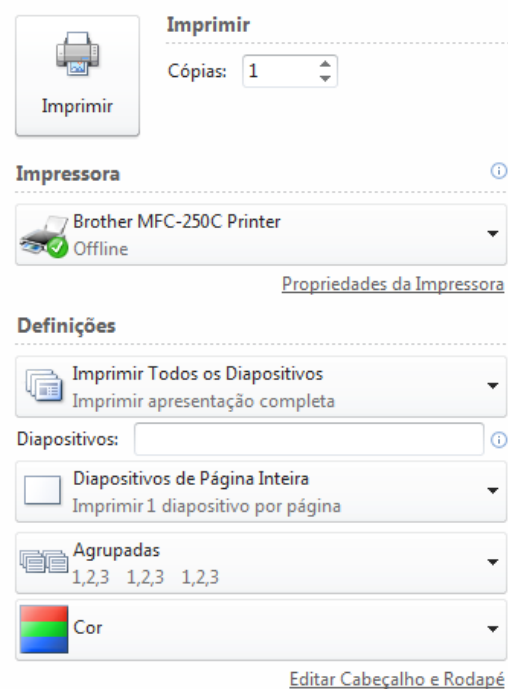 Imprimir
Cópias: 1
Imprimir
Impressora
Brother MFC-250C Printer
Offline
Propriedades da Impressora
Definições
Imprimir Todos os Diapositivos
Imprimir apresentação completa
Diapositivos:
Diapositivos de Página Inteira
Imprimir 1 diapositivo por página
Agrupadas
1,2,3 1,2,3 1,2,3
Cor
Editar Cabeçalho e Rodapé